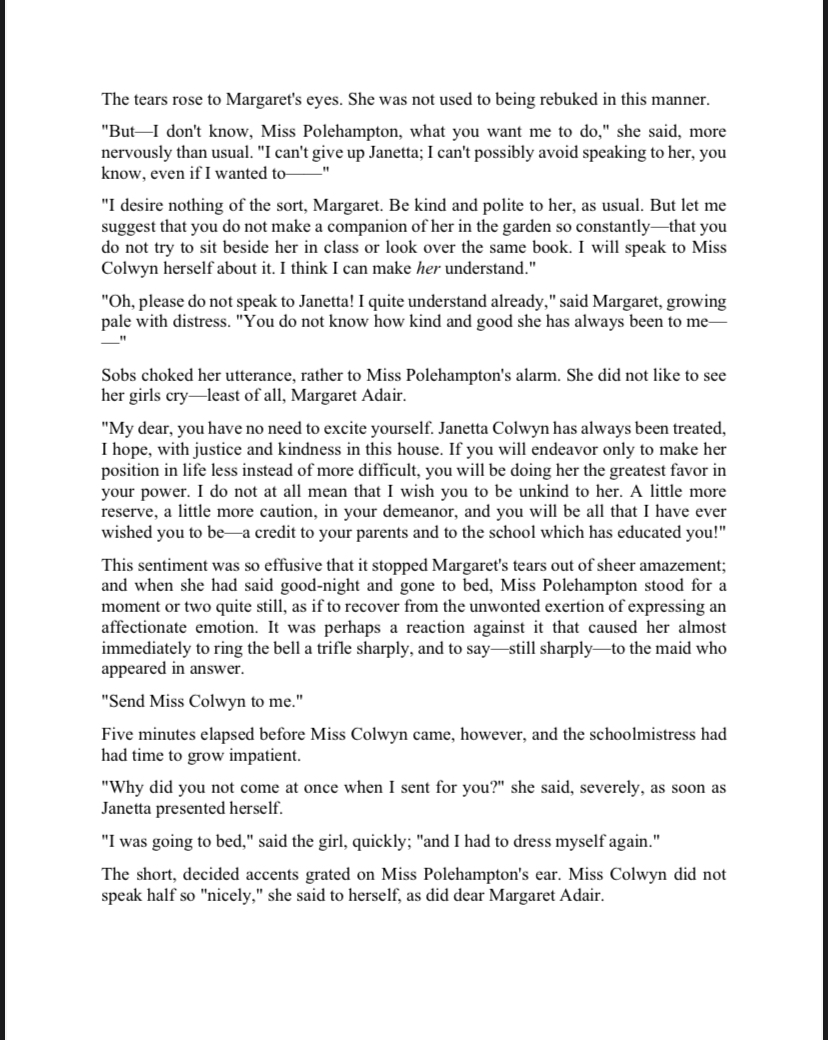 The tears rose to Margaret's eyes. She was not used to being rebuked in this manner.
"But—I don't know, Miss Polehampton, what you want me to do," she said, more
nervously than usual. "I can't give up Janetta; I can't possibly avoid speaking to her, you
know, even if I wanted to——"
"I desire nothing of the sort, Margaret. Be kind and polite to her, as usual. But let me
suggest that you do not make a companion of her in the garden so constantly—that you
do not try to sit beside her in class or look over the same book. I will speak to Miss
Colwyn herself about it. I think I can make her understand."
"Oh, please do not speak to Janetta! I quite understand already," said Margaret, growing
pale with distress. "You do not know how kind and good she has always been to me—
—"
Sobs choked her utterance, rather to Miss Polehampton's alarm. She did not like to see
her girls cry—least of all, Margaret Adair.
"My dear, you have no need to excite yourself. Janetta Colwyn has always been treated,
I hope, with justice and kindness in this house. If you will endeavor only to make her
position in life less instead of more difficult, you will be doing her the greatest favor in
your power. I do not at all mean that I wish you to be unkind to her. A little more
reserve, a little more caution, in your demeanor, and you will be all that I have ever
wished you to be—a credit to your parents and to the school which has educated you!"
This sentiment was so effusive that it stopped Margaret's tears out of sheer amazement;
and when she had said good-night and gone to bed, Miss Polehampton stood for a
moment or two quite still, as if to recover from the unwonted exertion of expressing an
affectionate emotion. It was perhaps a reaction against it that caused her almost
immediately to ring the bell a trifle sharply, and to say—still sharply—to the maid who
appeared in answer.
"Send Miss Colwyn to me."
Five minutes elapsed before Miss Colwyn came, however, and the schoolmistress had
had time to grow impatient.
"Why did you not come at once when I sent for you?" she said, severely, as soon as
Janetta presented herself.
"I was going to bed," said the girl, quickly; "and I had to dress myself again."
The short, decided accents grated on Miss Polehampton's ear. Miss Colwyn did not
speak half so "nicely," she said to herself, as did dear Margaret Adair.